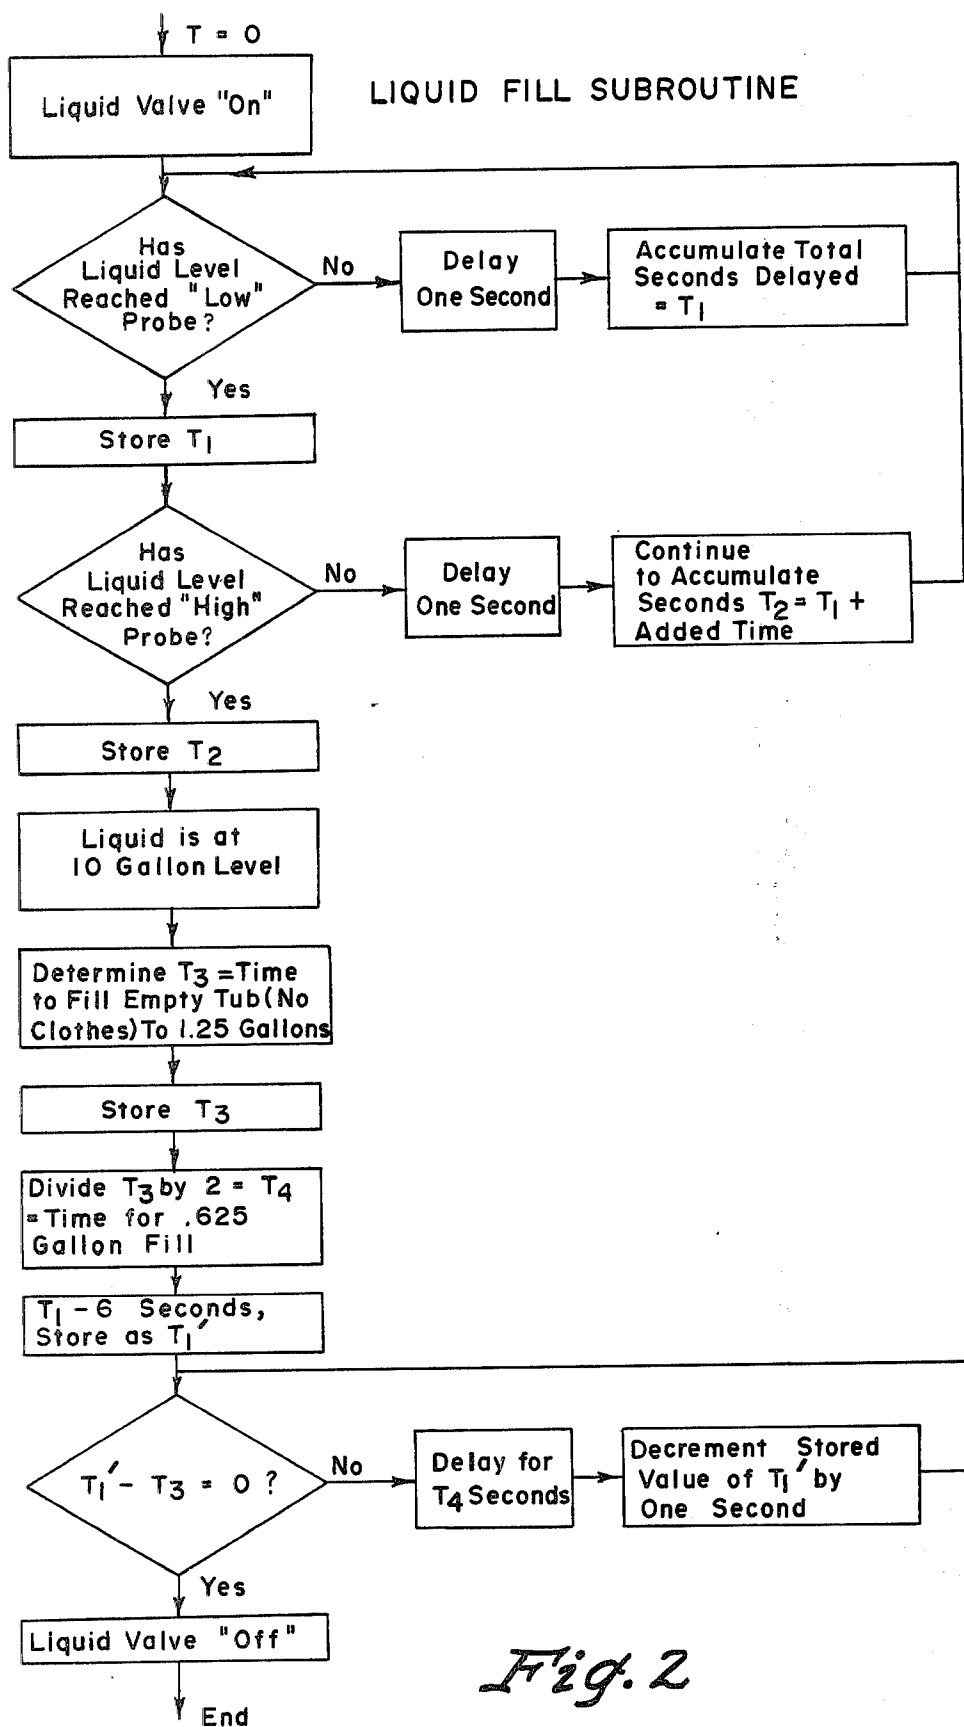 T = 0
Liquid Valve "On"
LIQUID FILL SUBROUTINE
Has
Liquid Level
Reached "Low"
Probe?
No
Delay
One Second
Accumulate Total
Seconds Delayed
= T1
Yes
Store T1
Has
Liquid Level
Reached "High"
Probe?
No
Delay
One Second
Continue
to Accumulate
Seconds T2 = T1 +
Added Time
Yes
Store T2
Liquid is at
10 Gallon Level
Determine T3 = Time
to Fill Empty Tub (No
Clothes) To 1.25 Gallons
Store T3
Divide T3 by 2 = T4
= Time for .625
Gallon Fill
T1 - 6 Seconds,
Store as T1'
T1' - T3 = 0 ?
No
Delay for
T4 Seconds
Decrement Stored
Value of T1' by
One Second
Yes
Liquid Valve "Off"
End
Fig. 2